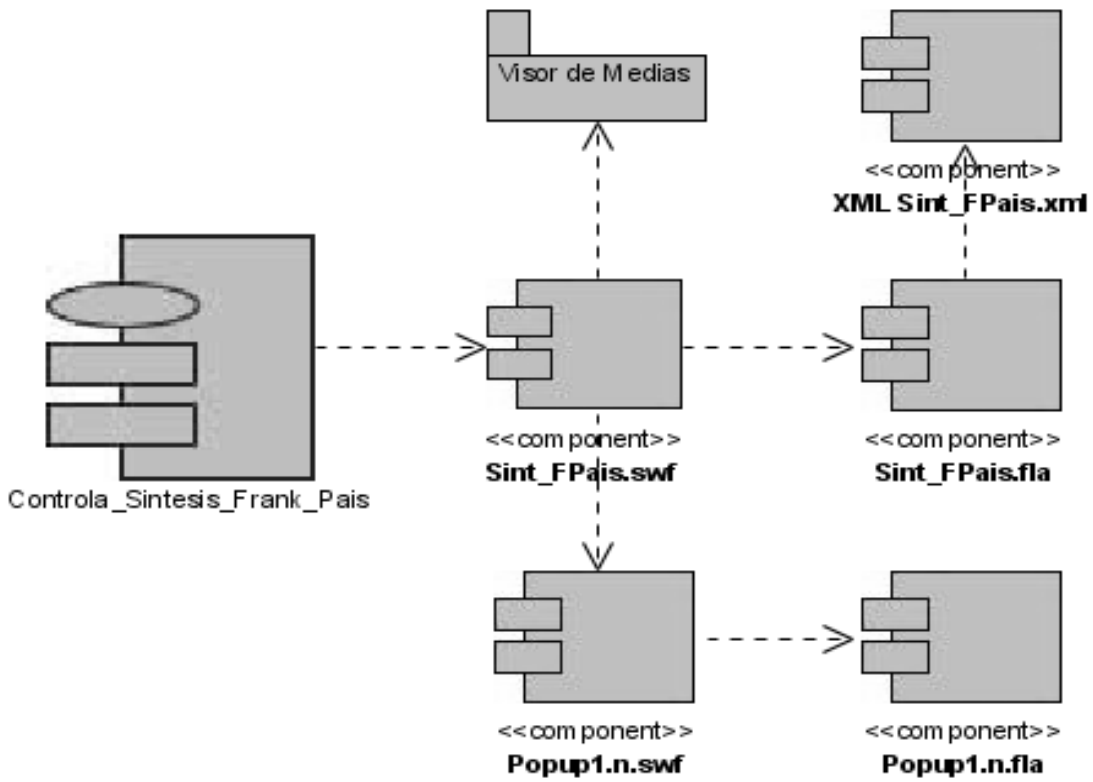 Visor de Medias
<<component>>
XML Sint_FPais.xml
Controla_Sintesis_Frank_Pais
<<component>>
Sint_FPais.swf
<<component>>
Sint_FPais.fla
<<component>>
Popup1.n.swf
<<component>>
Popup1.n.fla